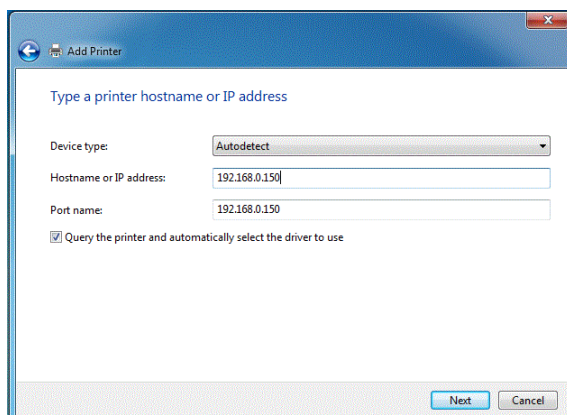 Add Printer
Type a printer hostname or IP address
Device type: Autodetect
Hostname or IP address: 192.168.0.150
Port name: 192.168.0.150
Query the printer and automatically select the driver to use
Next Cancel